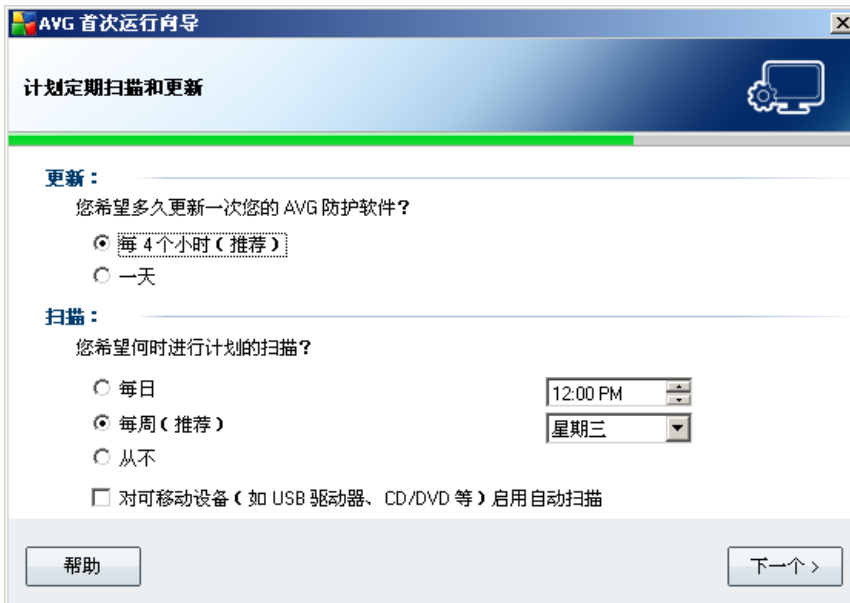 AVG 首次运行向导
计划定期扫描和更新
更新：
您希望多久更新一次您的 AVG 防护软件？
每 4 个小时（推荐）
一天
扫描：
您希望何时进行计划的扫描？
每日
12:00 PM
每周（推荐）
星期三
从不
对可移动设备（如 USB 驱动器、CD/DVD 等）启用自动扫描
帮助
下一个 >